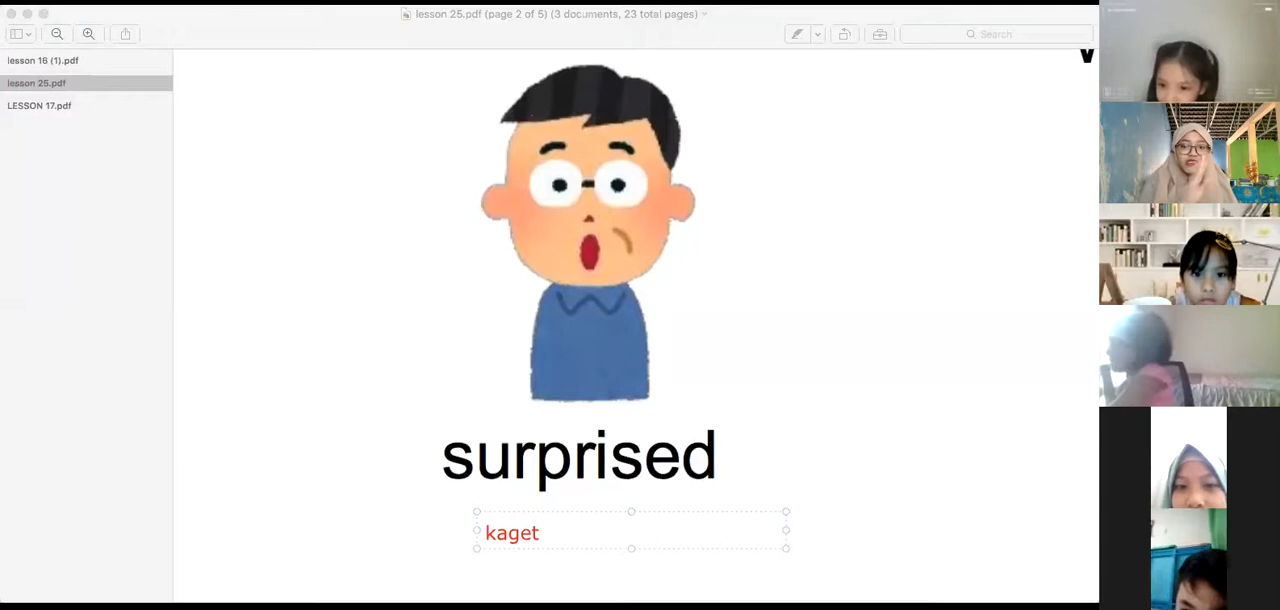 lesson 25.pdf (page 2 of 5) (3 documents, 23 total pages)
Search
lesson 16 (1).pdf
lesson 25.pdf
LESSON 17.pdf
surprised
kaget